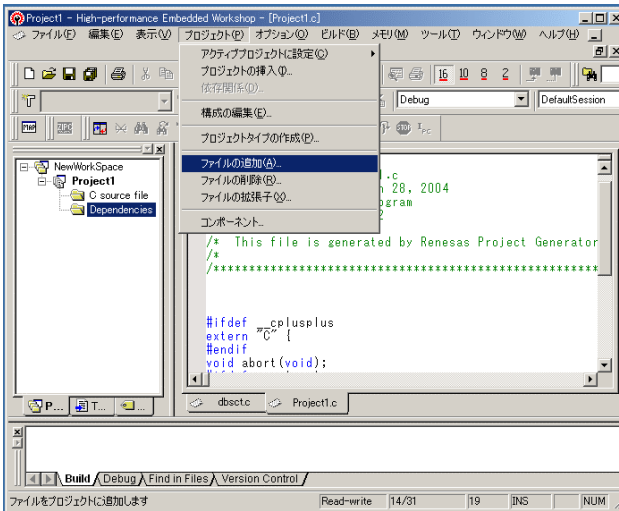 Project1 - High-performance Embedded Workshop - [Project1.c]
ファイル(F) 編集(E) 表示(V) プロジェクト(P) オプション(O) ビルド(B) メモリ(M) ツール(T) ウィンドウ(W) ヘルプ(H)
アクティブプロジェクトに設定(C)
プロジェクトの挿入(I)...
依存関係(D)...
構成の編集(E)...
プロジェクトタイプの作成(P)...
ファイルの追加(A)...
ファイルの削除(R)...
ファイルの拡張子(X)...
コンポーネント...
16 10 8 2
Debug DefaultSession
NewWorkSpace
Project1
C source file
Dependencies
.c
28, 2004
/* This file is generated by Renesas Project Generator
/*
/*****************************************************
#ifdef __cplusplus
extern "C" {
#endif
void abort(void);
P... T... ...
dbsct.c Project1.c
Build Debug Find in Files Version Control
ファイルをプロジェクトに追加します Read-write 14/31 19 INS NUM